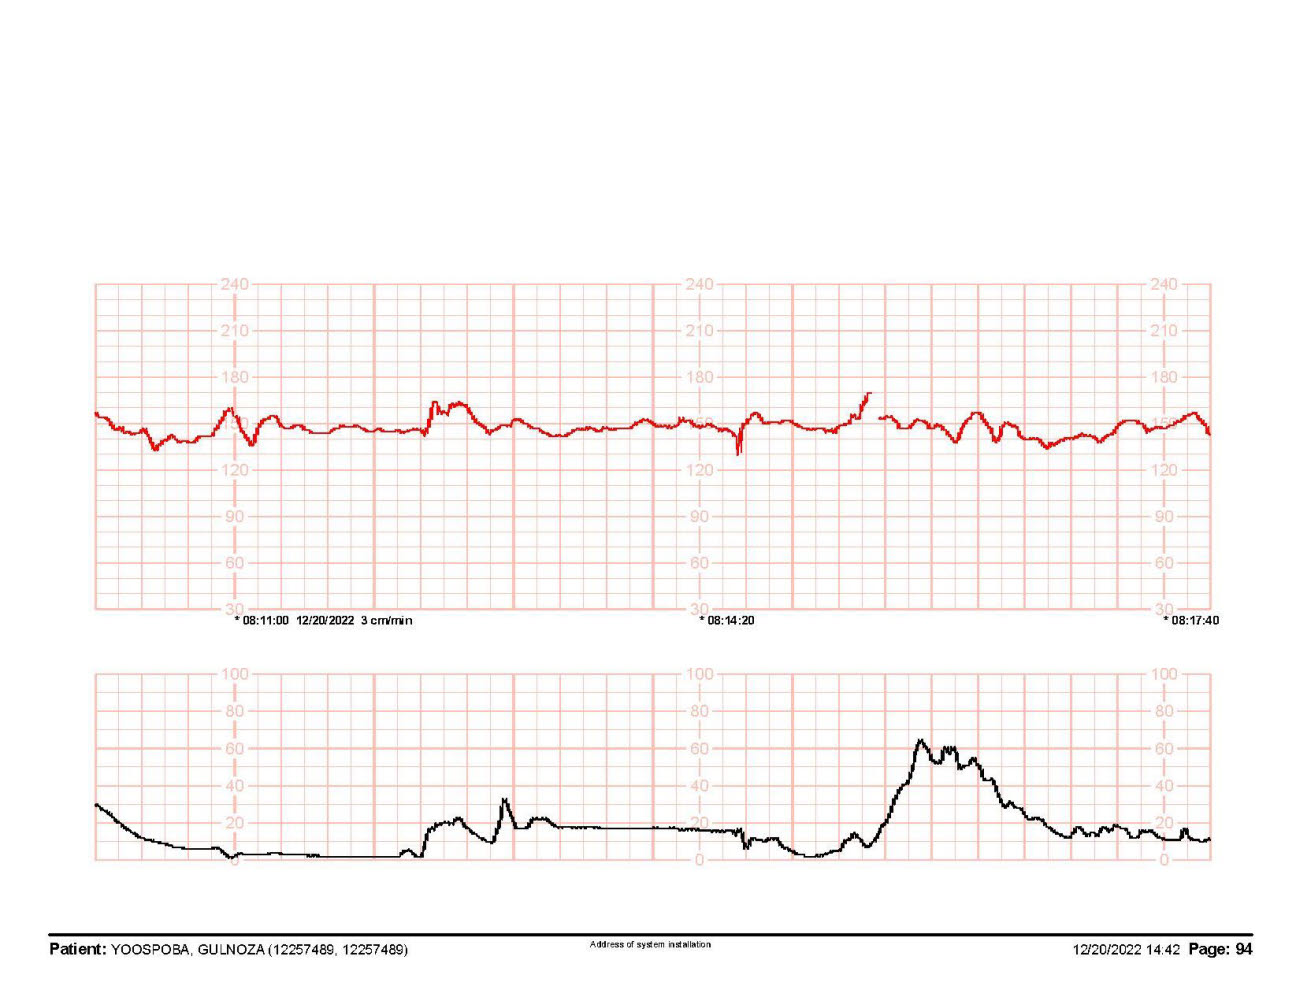 240 240 240
210 210 210
180 180 180
150 150 150
120 120 120
90 90 90
60 60 60
30 30 30
* 08:11:00 12/20/2022 3 cm/min * 08:14:20 * 08:17:40
100 100 100
80 80 80
60 60 60
40 40 40
20 20 20
0 0 0
Patient: YOOSPOBA, GULNOZA (12257489, 12257489) Address of system installation 12/20/2022 14:42 Page: 94